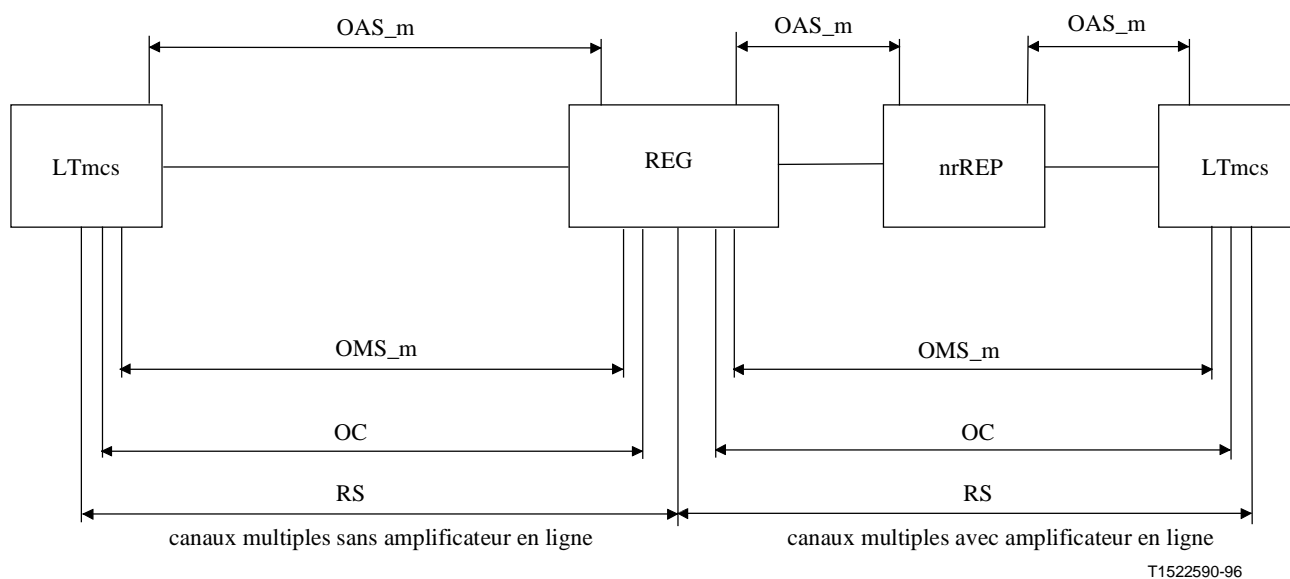 OAS_m
OAS_m
OAS_m
LTmcs
REG
nrREP
LTmcs
OMS_m
OMS_m
OC
OC
RS
RS
canaux multiples sans amplificateur en ligne
canaux multiples avec amplificateur en ligne
T1522590-96